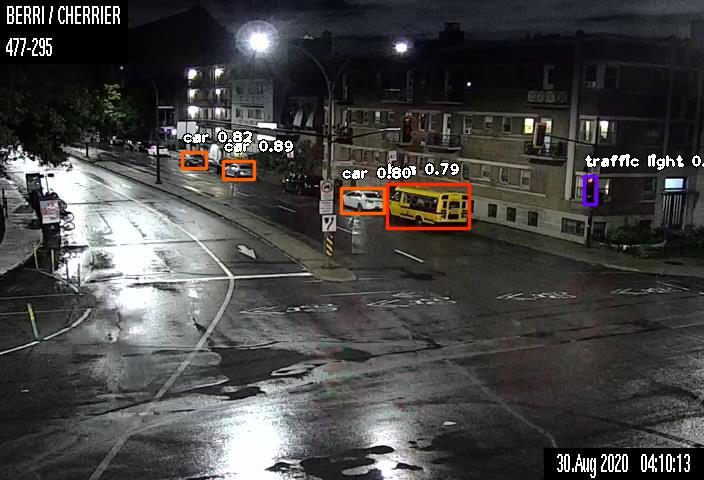 BERRI / CHERRIER
477-295
car 0.82
car 0.89
car 0.80
0.79
traffic light 0.
30.Aug 2020 04:10:13